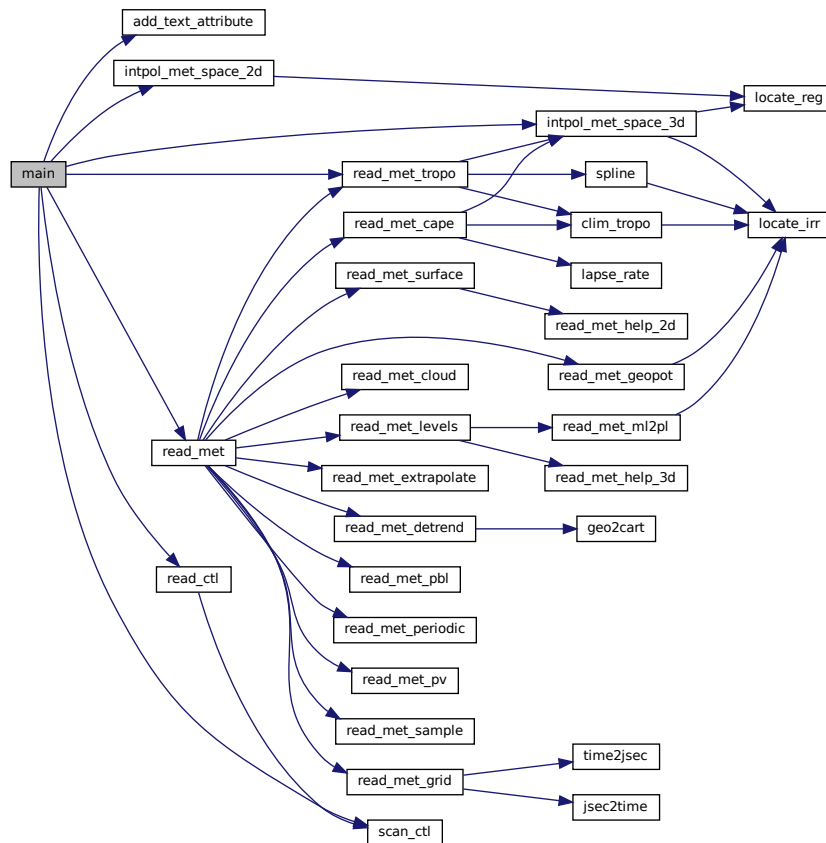 add_text_attribute
intpol_met_space_2d
locate_reg
intpol_met_space_3d
main
read_met_tropo
spline
read_met_cape
clim_tropo
locate_irr
read_met_surface
lapse_rate
read_met_help_2d
read_met_cloud
read_met_geopot
read_met_levels
read_met_ml2pl
read_met
read_met_extrapolate
read_met_help_3d
read_met_detrend
geo2cart
read_ctl
read_met_pbl
read_met_periodic
read_met_pv
read_met_sample
time2jsec
read_met_grid
jsec2time
scan_ctl